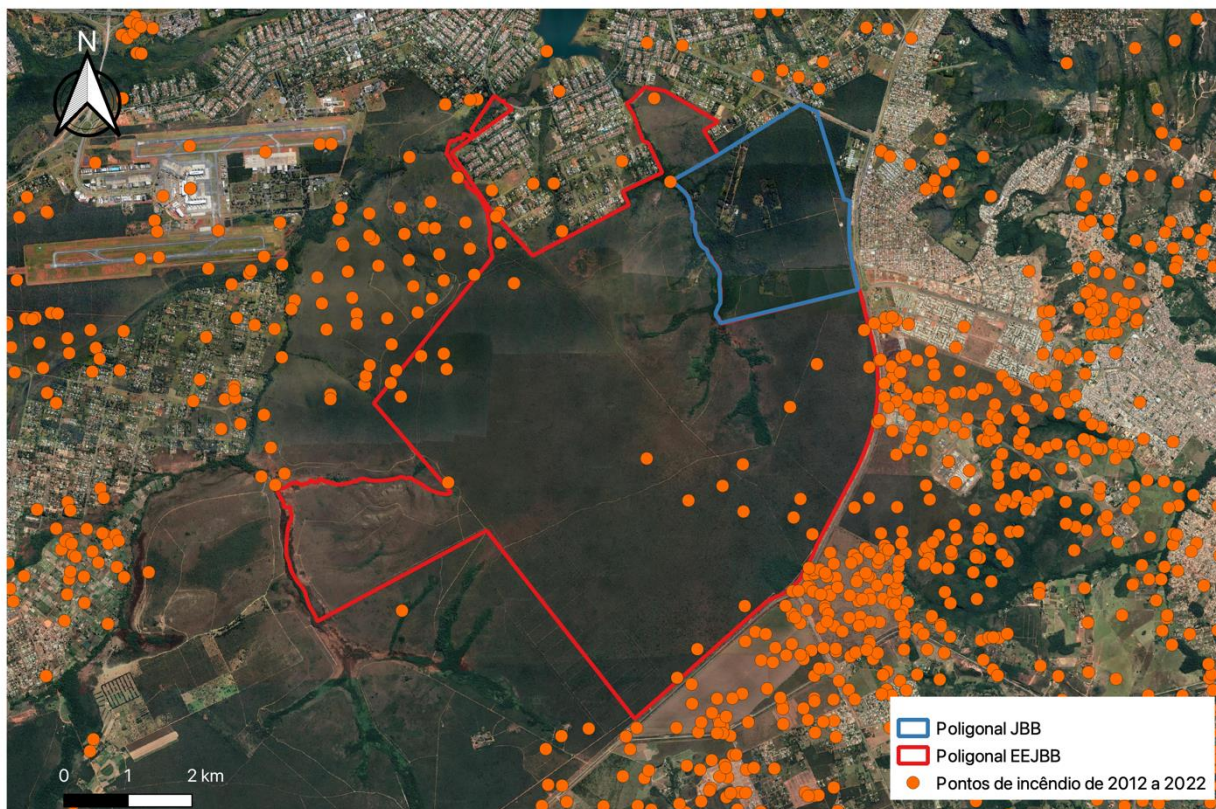 N
0 1 2 km
Poligonal JBB
Poligonal EEJBB
Pontos de incêndio de 2012 a 2022